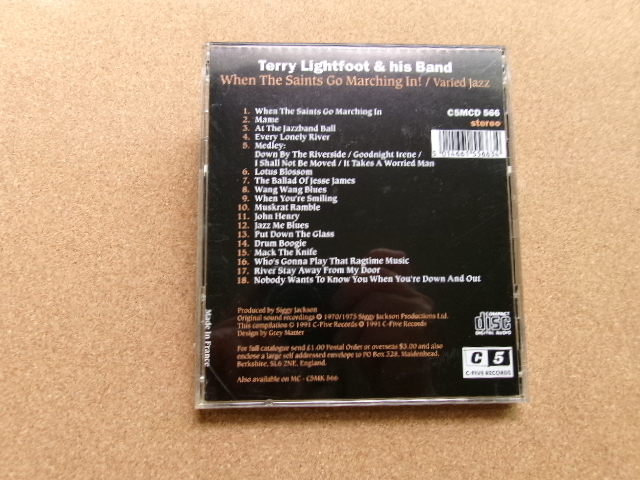 Terry Lightfoot & his Band
When The Saints Go Marching In! / Varied Jazz
C5MCD 566
stereo
1. When The Saints Go Marching In
2. Mame
3. At The Jazzband Ball
4. Every Lonely River
5. Medley:
Down By The Riverside / Goodnight Irene /
I Shall Not Be Moved / It Takes A Worried Man
6. Lotus Blossom
7. The Ballad Of Jesse James
8. Wang Wang Blues
9. When You're Smiling
10. Muskrat Ramble
11. John Henry
12. Jazz Me Blues
13. Put Down The Glass
14. Drum Boogie
15. Mack The Knife
16. Who's Gonna Play That Ragtime Music
17. River Stay Away From My Door
18. Nobody Wants To Know You When You're Down And Out
Produced by Siggy Jackson
Original sound recordings ℗ 1970/1975 Siggy Jackson Productions Ltd.
This compilation ℗ 1991 C-Five Records © 1991 C-Five Records
Design by Grey Matter
For full catalogue send £1.00 Postal Order or overseas $3.00 and also
enclose a large self addressed envelope to PO Box 328, Maidenhead,
Berkshire, SL6 2NE, England.
Also available on MC - C5MK 566
Made in France
COMPACT
disc
DIGITAL AUDIO
C 5
C-FIVE RECORDS